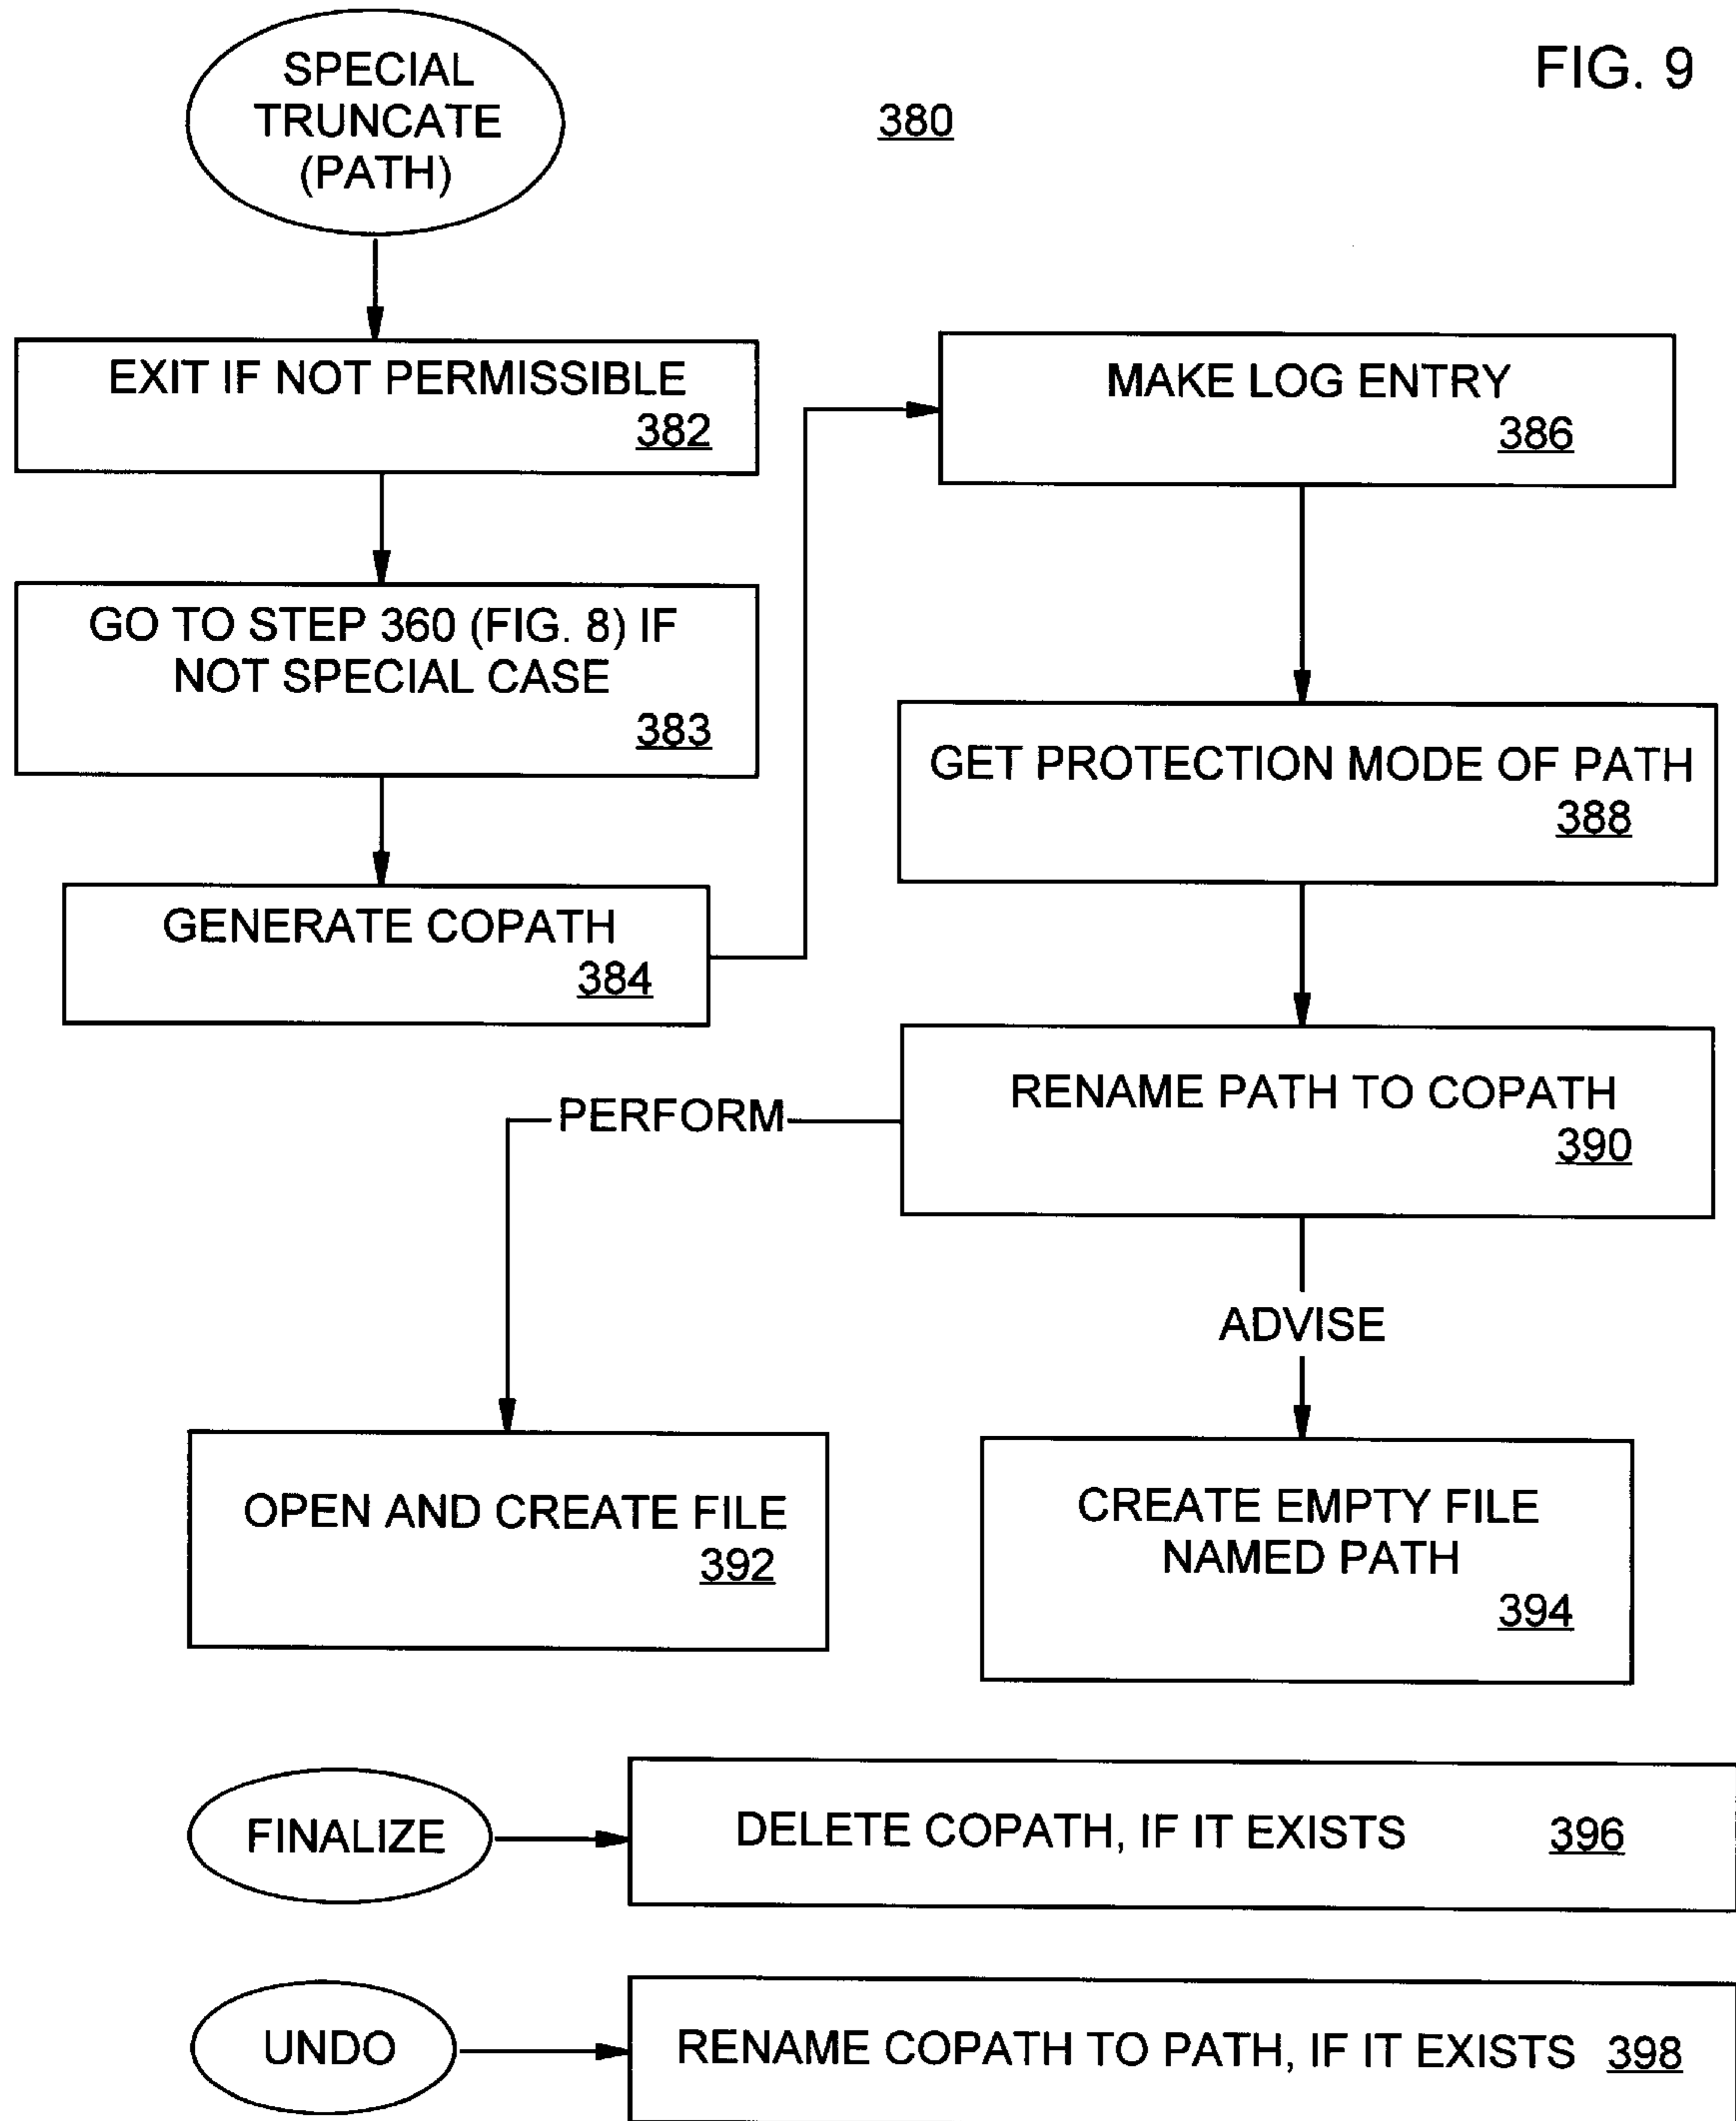 FIG. 9
380
SPECIAL
TRUNCATE
(PATH)
EXIT IF NOT PERMISSIBLE
382
GO TO STEP 360 (FIG. 8) IF
NOT SPECIAL CASE
383
GENERATE COPATH
384
MAKE LOG ENTRY
386
GET PROTECTION MODE OF PATH
388
RENAME PATH TO COPATH
390
PERFORM
ADVISE
OPEN AND CREATE FILE
392
CREATE EMPTY FILE
NAMED PATH
394
FINALIZE
DELETE COPATH, IF IT EXISTS 396
UNDO
RENAME COPATH TO PATH, IF IT EXISTS 398